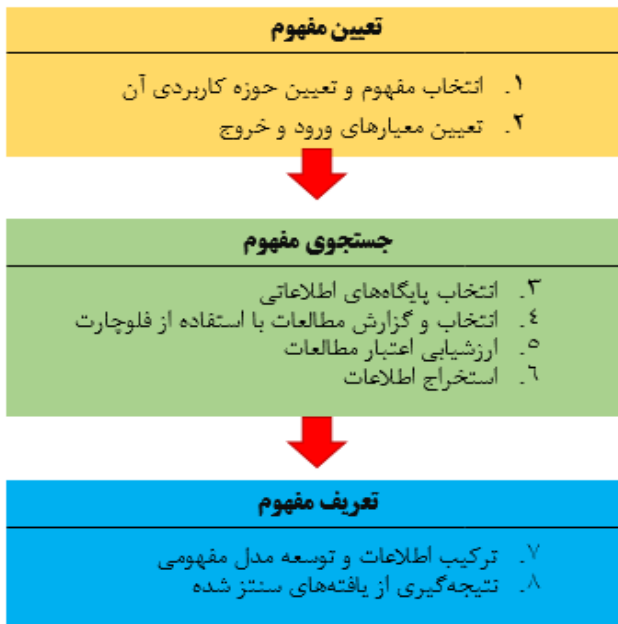 تعیین مفهوم
۱. انتخاب مفهوم و تعیین حوزه کاربردی آن
۲. تعیین معیارهای ورود و خروج
جستجوی مفهوم
۳. انتخاب پایگاه‌های اطلاعاتی
٤. انتخاب و گزارش مطالعات با استفاده از فلوچارت
٥. ارزشیابی اعتبار مطالعات
٦. استخراج اطلاعات
تعریف مفهوم
۷. ترکیب اطلاعات و توسعه مدل مفهومی
۸. نتیجه‌گیری از یافته‌های سنتز شده